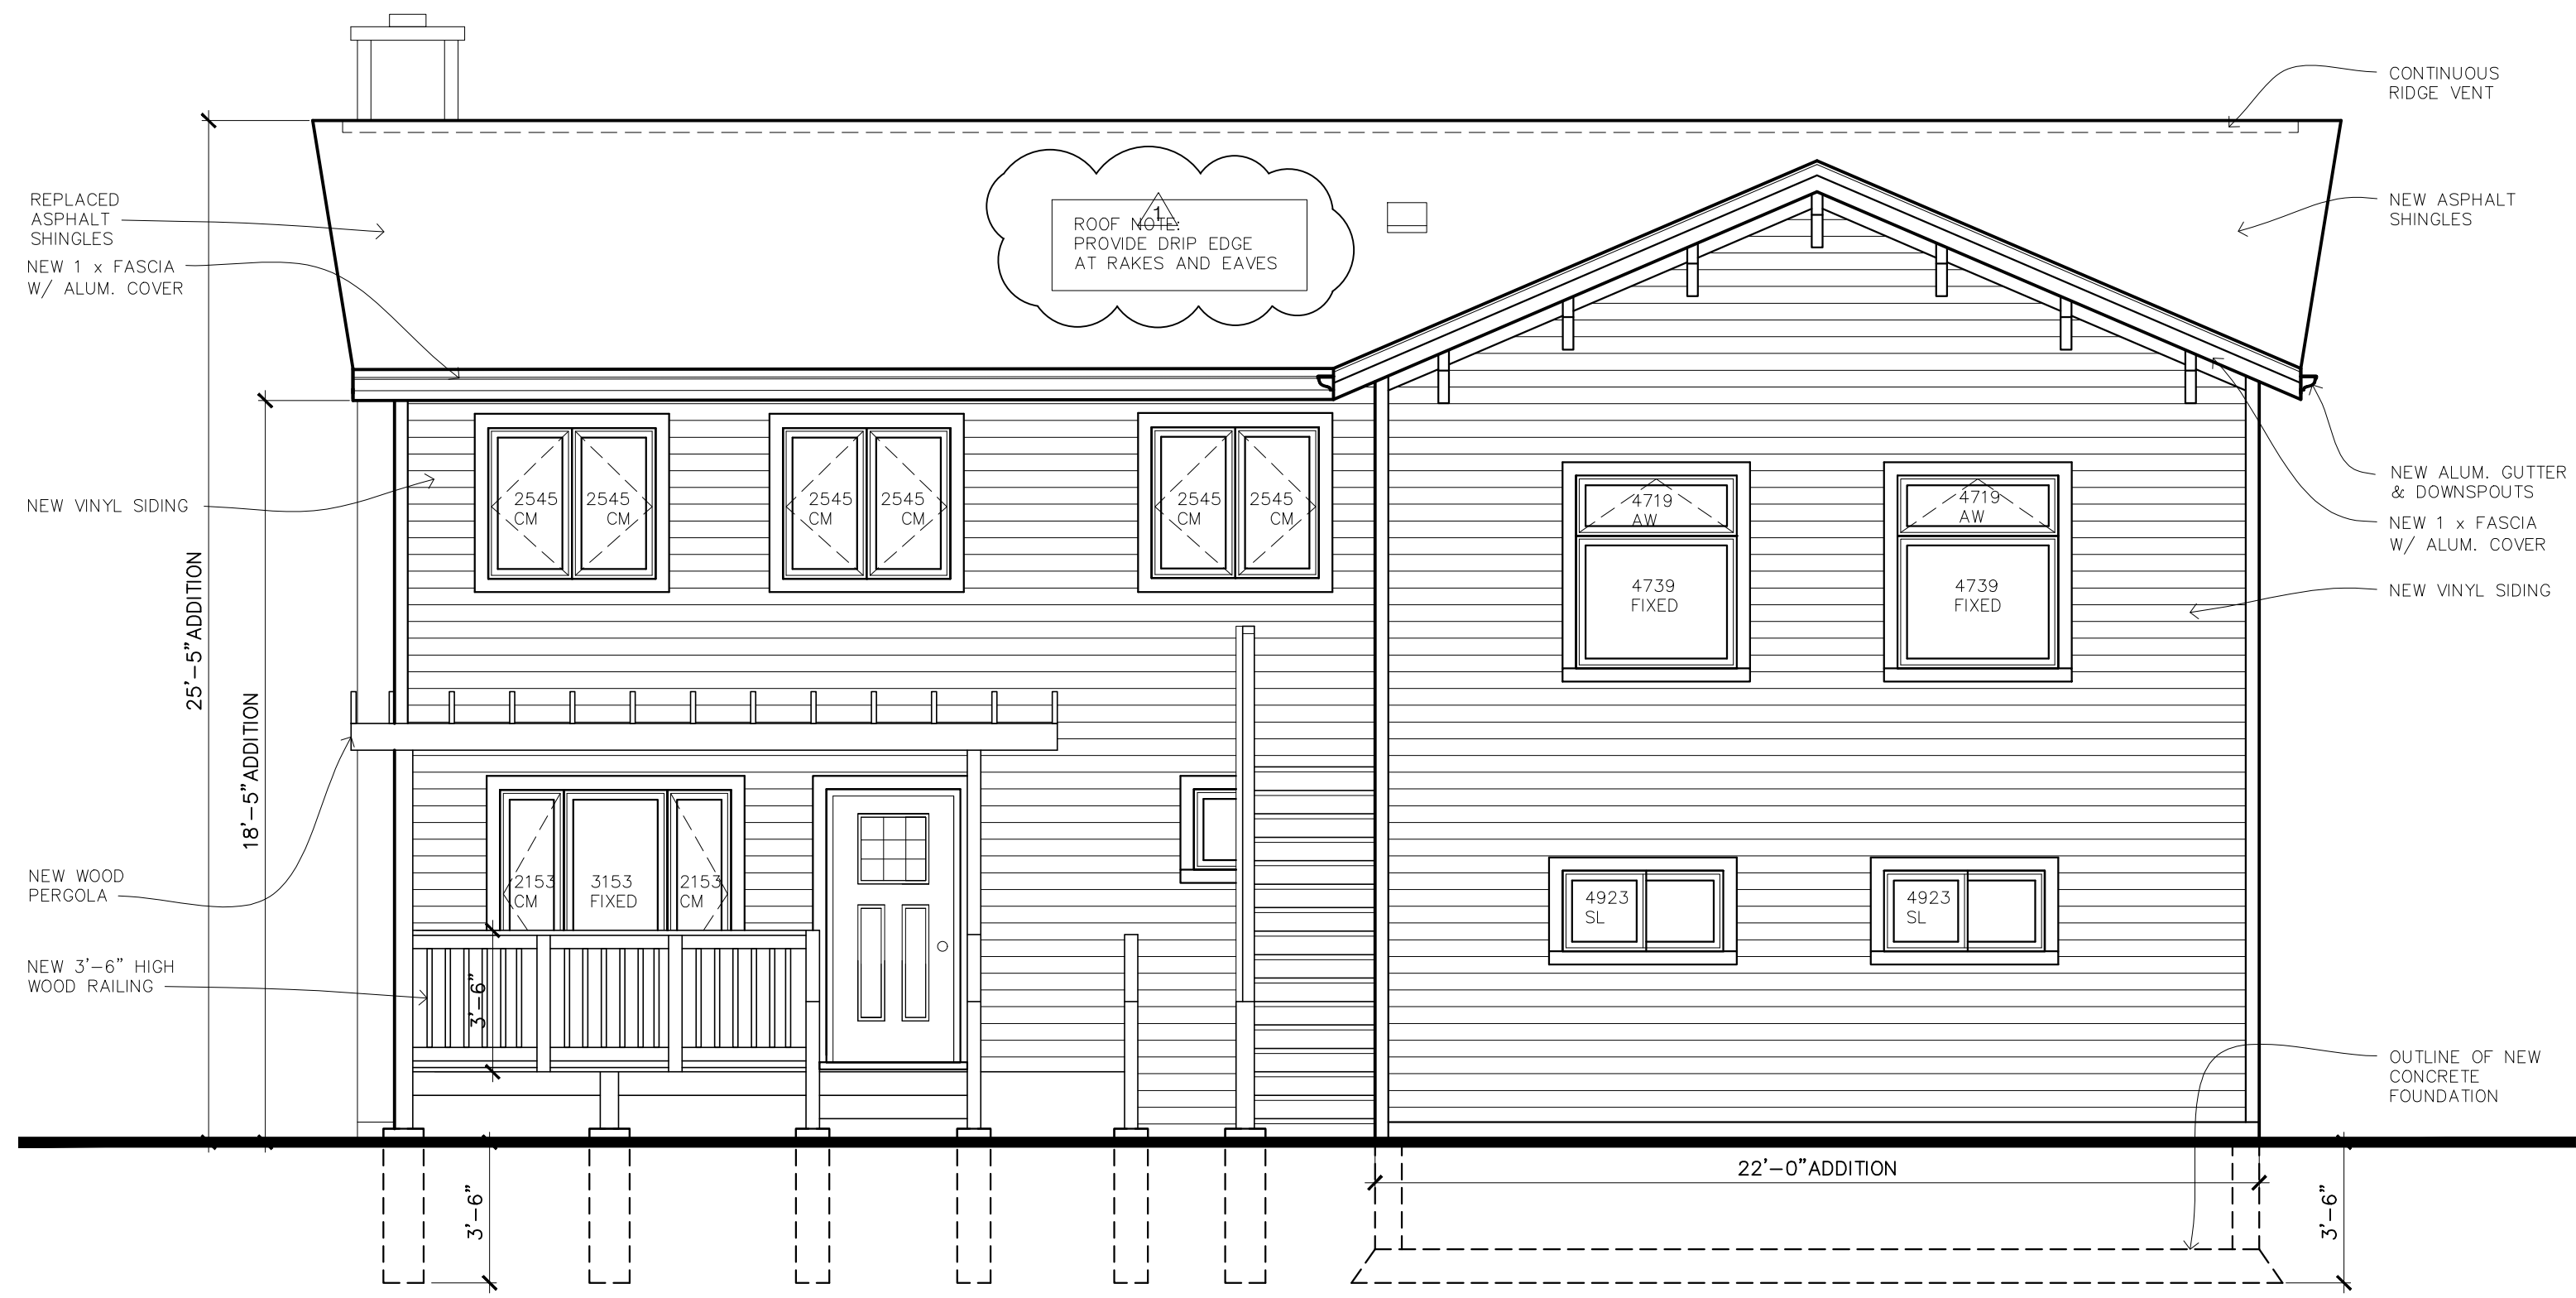 CONTINUOUS
RIDGE VENT
REPLACED
ASPHALT
SHINGLES
NEW 1 x FASCIA
W/ ALUM. COVER
1
ROOF NOTE:
PROVIDE DRIP EDGE
AT RAKES AND EAVES
NEW ASPHALT
SHINGLES
NEW VINYL SIDING
2545
CM
2545
CM
2545
CM
2545
CM
2545
CM
2545
CM
4719
AW
4739
FIXED
4719
AW
4739
FIXED
NEW ALUM. GUTTER
& DOWNSPOUTS
NEW 1 x FASCIA
W/ ALUM. COVER
NEW VINYL SIDING
25'-5" ADDITION
18'-5" ADDITION
NEW WOOD
PERGOLA
2153
CM
3153
FIXED
2153
CM
4923
SL
4923
SL
NEW 3'-6" HIGH
WOOD RAILING
3'-6"
OUTLINE OF NEW
CONCRETE
FOUNDATION
22'-0" ADDITION
3'-6"
3'-6"